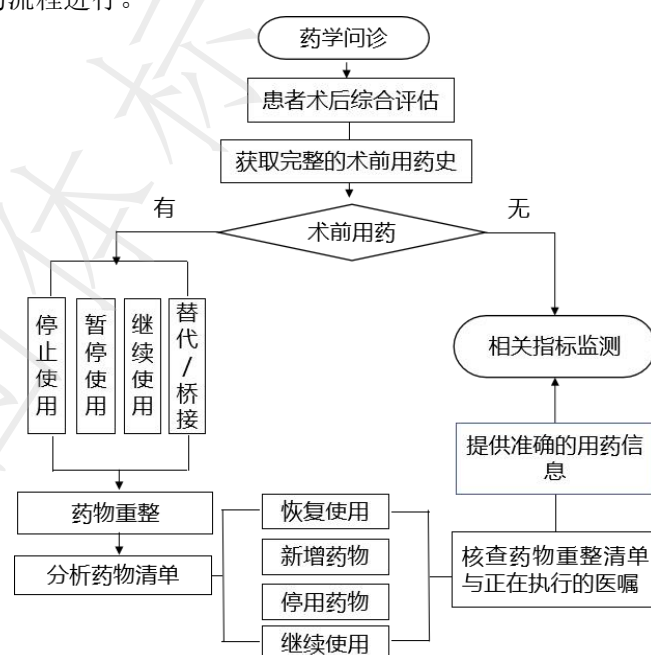 的流程进行。
药学问诊
患者术后综合评估
获取完整的术前用药史
有
术前用药
无
停止使用
暂停使用
继续使用
替代/桥接
相关指标监测
提供准确的用药信
息
药物重整
恢复使用
分析药物清单
新增药物
停用药物
继续使用
核查药物重整清单
与正在执行的医嘱